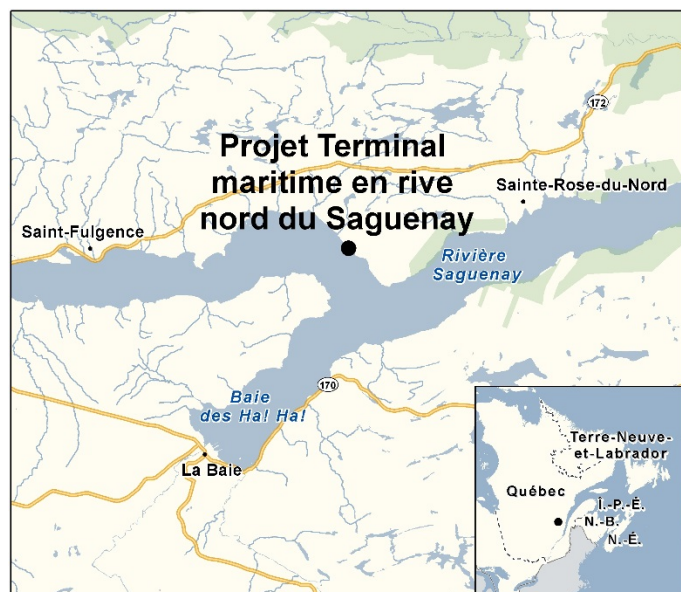 172
Projet Terminal
maritime en rive
nord du Saguenay
Sainte-Rose-du-Nord
Saint-Fulgence
Rivière
Saguenay
170
Baie
des Ha! Ha!
La Baie
Terre-Neuve-
et-Labrador
Québec
Î.-P.-É.
N.-B.
N.-É.